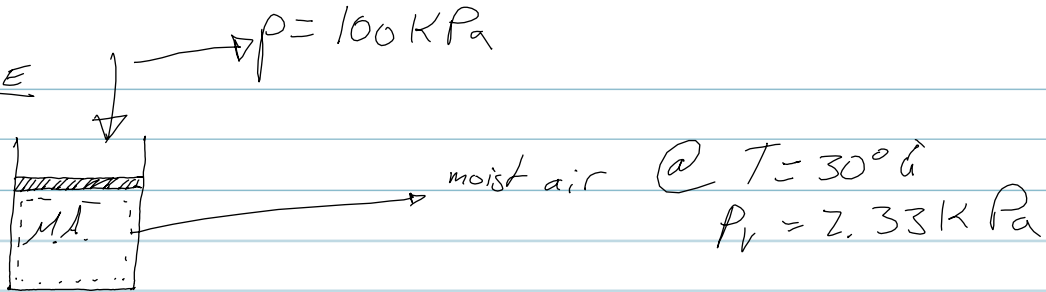 p = 100 KPa
E
moist air @ T = 30°C
M.A.
Pv = 2.33 KPa